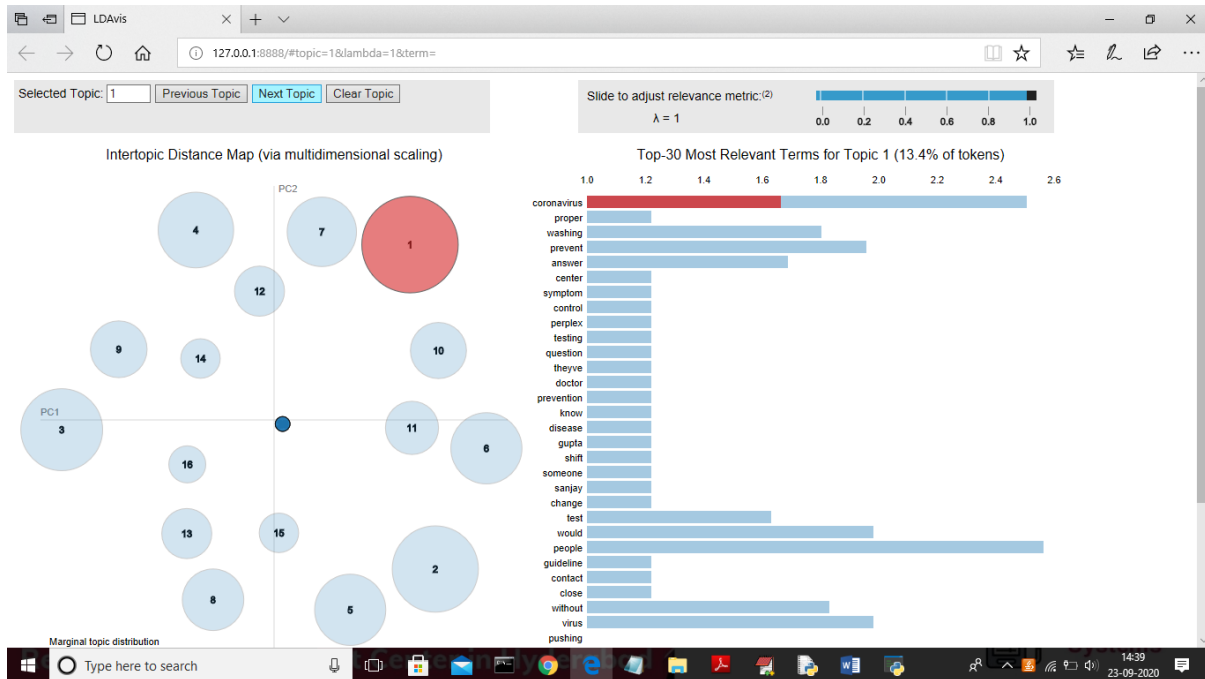 LDAvis
127.0.0.1:8888/#topic=1&lambda=1&term=
Selected Topic: 1 Previous Topic Next Topic Clear Topic
Slide to adjust relevance metric:(2)
λ = 1
0.0 0.2 0.4 0.6 0.8 1.0
Intertopic Distance Map (via multidimensional scaling)
PC2
4
7
1
12
9
14
10
PC1
3
11
6
16
13
15
2
8
5
Marginal topic distribution
Top-30 Most Relevant Terms for Topic 1 (13.4% of tokens)
1.0 1.2 1.4 1.6 1.8 2.0 2.2 2.4 2.6
coronavirus
proper
washing
prevent
answer
center
symptom
control
perplex
testing
question
theyve
doctor
prevention
know
disease
gupta
shift
someone
sanjay
change
test
would
people
guideline
contact
close
without
virus
pushing
Type here to search
14:39
23-09-2020